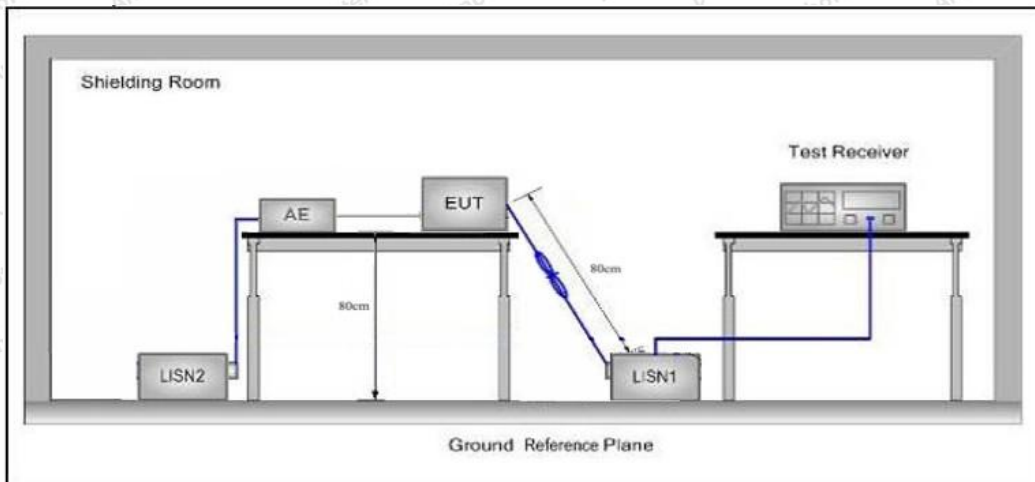 Shielding Room
Test Receiver
AE
EUT
80cm
80cm
LISN2
LISN1
Ground Reference Plane